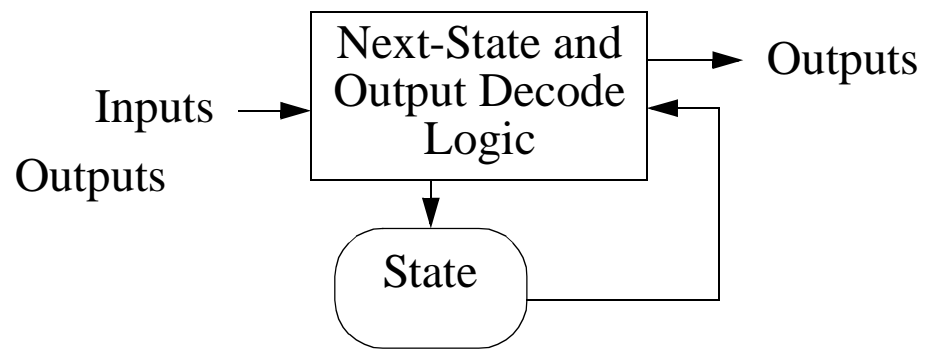 Next-State and
Output Decode
Logic
Outputs
Inputs
Outputs
State